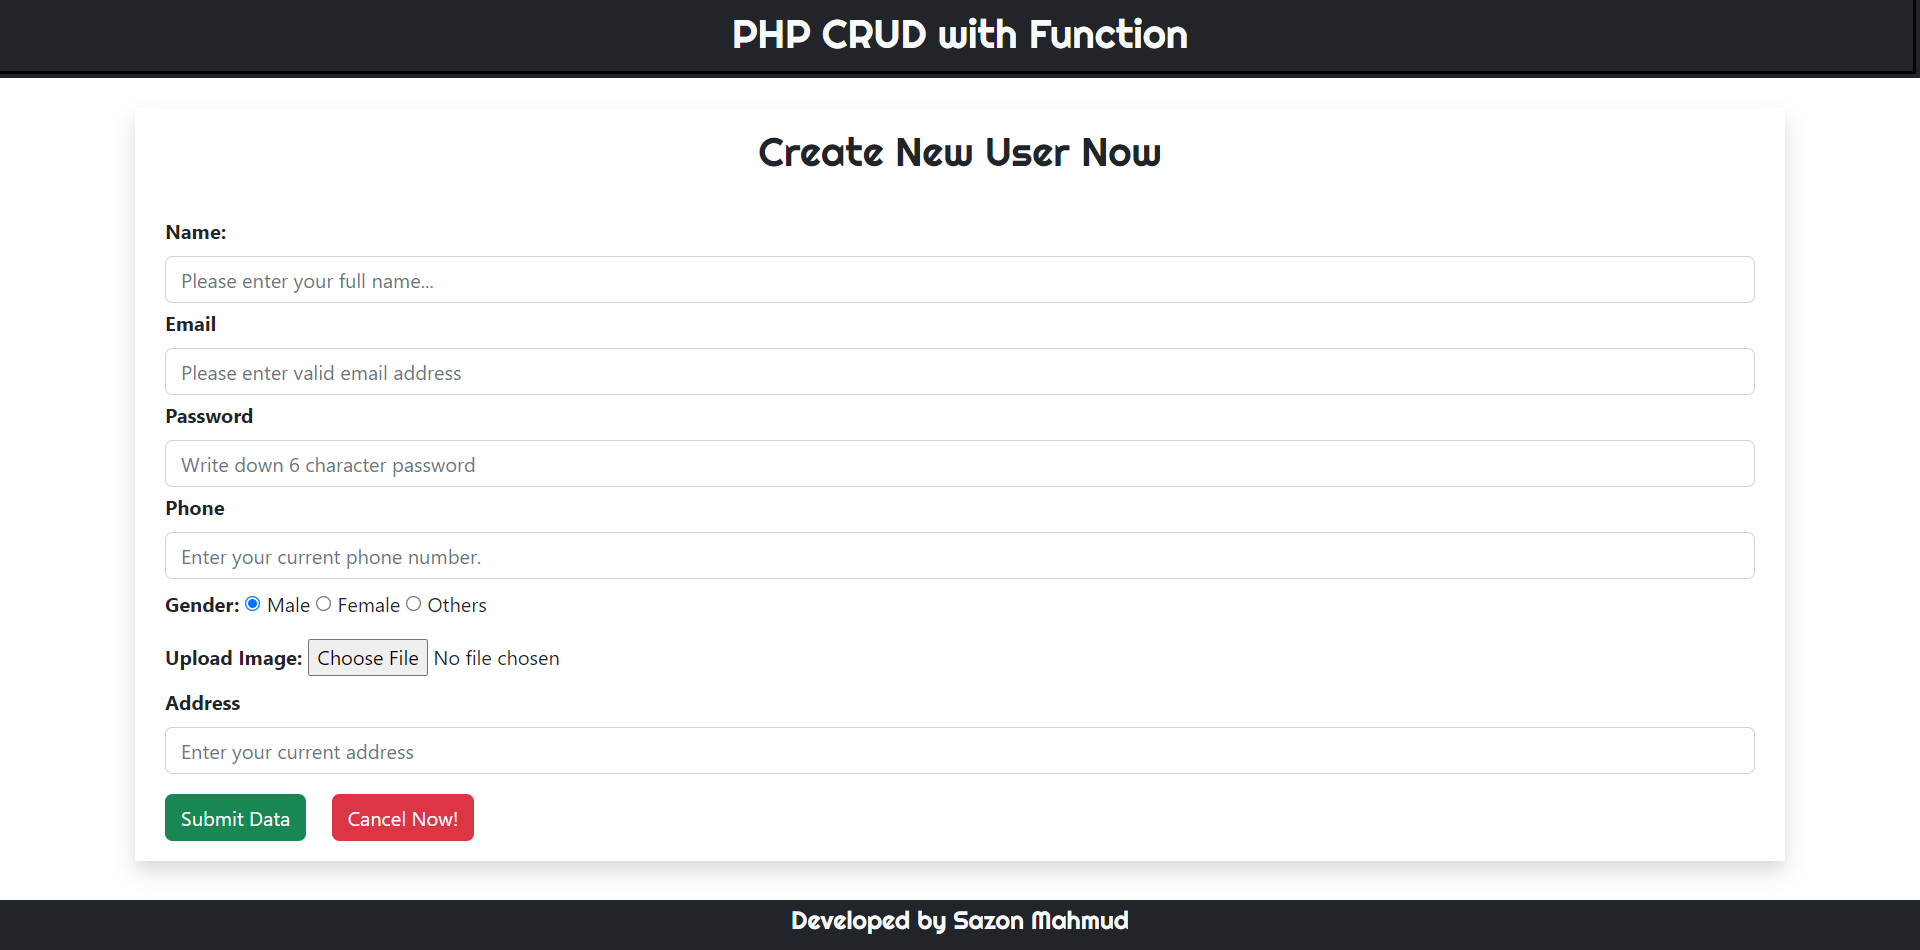 PHP CRUD with Function
Create New User Now
Name:
Please enter your full name...
Email
Please enter valid email address
Password
Write down 6 character password
Phone
Enter your current phone number.
Gender: Male Female Others
Upload Image: Choose File No file chosen
Address
Enter your current address
Submit Data Cancel Now!
Developed by Sazon Mahmud